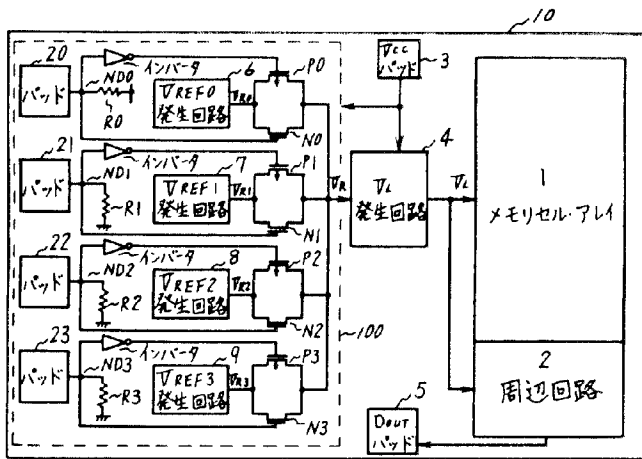 10
20
パッド
ND0
R0
インバータ
6
VREF0
発生回路
VR0
P0
N0
Vcc
パッド
3
21
パッド
ND1
R1
インバータ
7
VREF1
発生回路
VR1
P1
N1
VR
4
VL
発生回路
VL
1
メモリセル・アレイ
22
パッド
ND2
R2
インバータ
8
VREF2
発生回路
VR2
P2
N2
100
23
パッド
ND3
R3
インバータ
9
VREF3
発生回路
VR3
P3
N3
5
DOUT
パッド
2
周辺回路